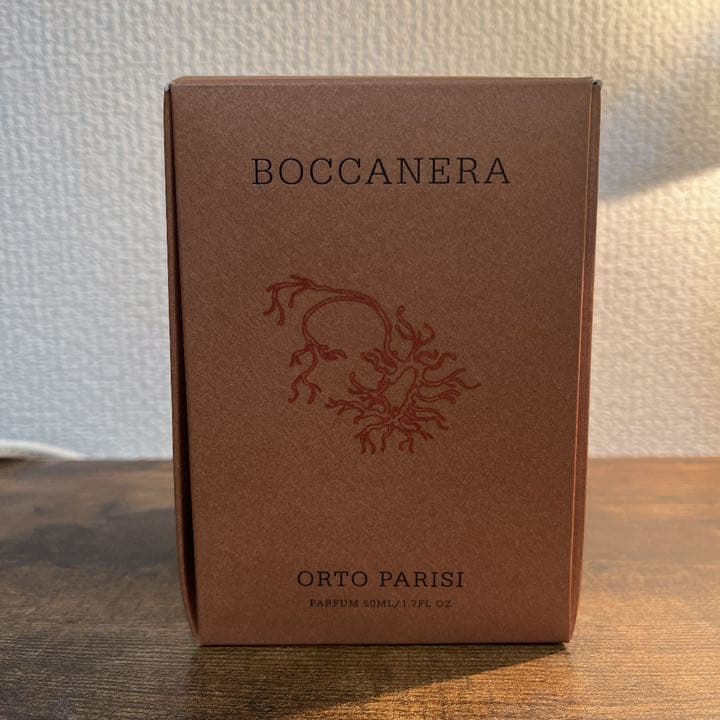 BOCCANERA
ORTO PARISI
PARFUM 50ML/1.7FL OZ